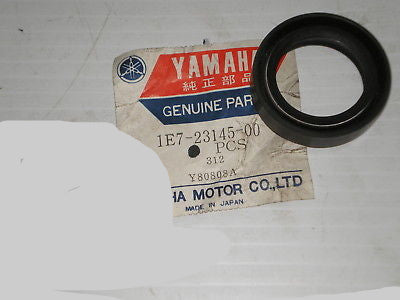 YAMAHA
純正部品
GENUINE PAR
1E7-23145-00
PCS
312
Y80808A
HA MOTOR CO.,LTD
MADE IN JAPAN